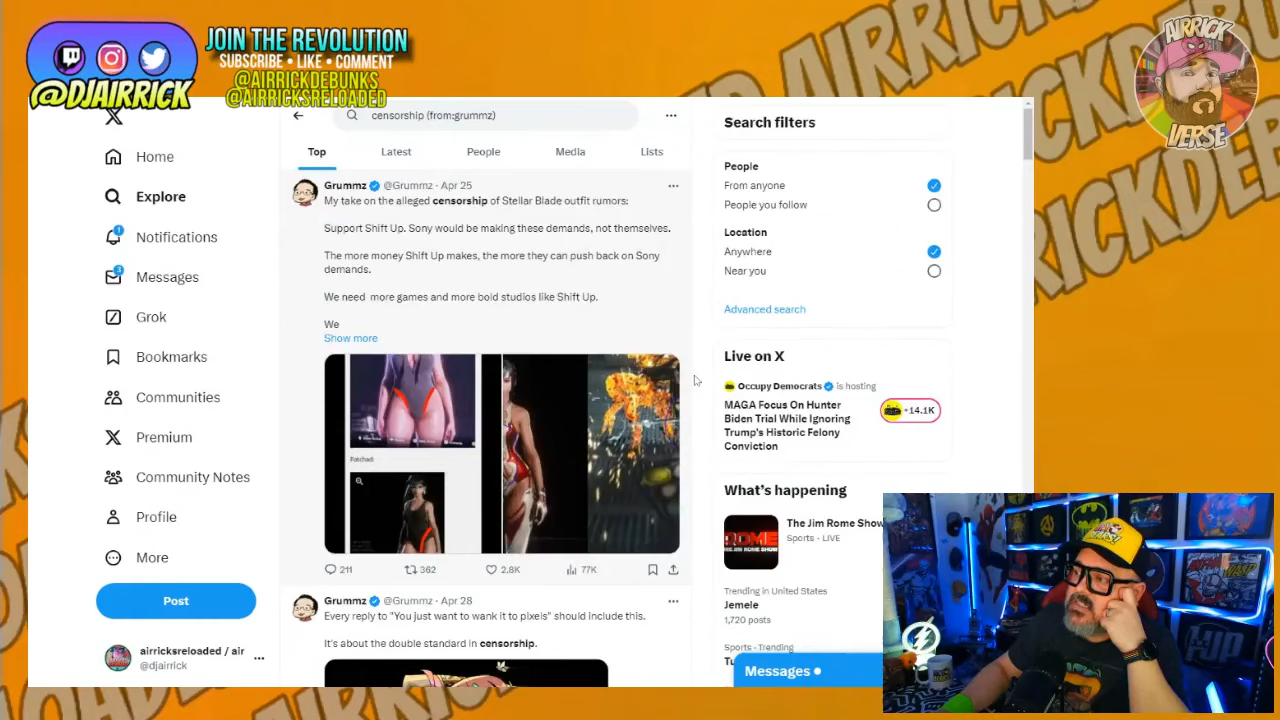 JOIN THE REVOLUTION
SUBSCRIBE • LIKE • COMMENT
@AIRRICKDEBUNKS
@AIRRICKSRELOADED
@DJAIRRICK
AIRRICK
VERSE
Home
Explore
1
Notifications
3
Messages
Grok
Bookmarks
Communities
Premium
Community Notes
Profile
More
Post
airricksreloaded / air
@djairrick
censorship (from:grummz)
Top
Latest
People
Media
Lists
Grummz @Grummz · Apr 25
My take on the alleged censorship of Stellar Blade outfit rumors:
Support Shift Up. Sony would be making these demands, not themselves.
The more money Shift Up makes, the more they can push back on Sony
demands.
We need more games and more bold studios like Shift Up.
We
Show more
Patched:
211
362
2.8K
77K
Grummz @Grummz · Apr 28
Every reply to "You just want to wank it to pixels" should include this.
It's about the double standard in censorship.
Search filters
People
From anyone
People you follow
Location
Anywhere
Near you
Advanced search
Live on X
Occupy Democrats is hosting
MAGA Focus On Hunter
Biden Trial While Ignoring
Trump's Historic Felony
Conviction
+14.1K
What's happening
ROME
The Jim Rome Show
Sports · LIVE
Trending in United States
Jemele
1,720 posts
Sports · Trending
Messages